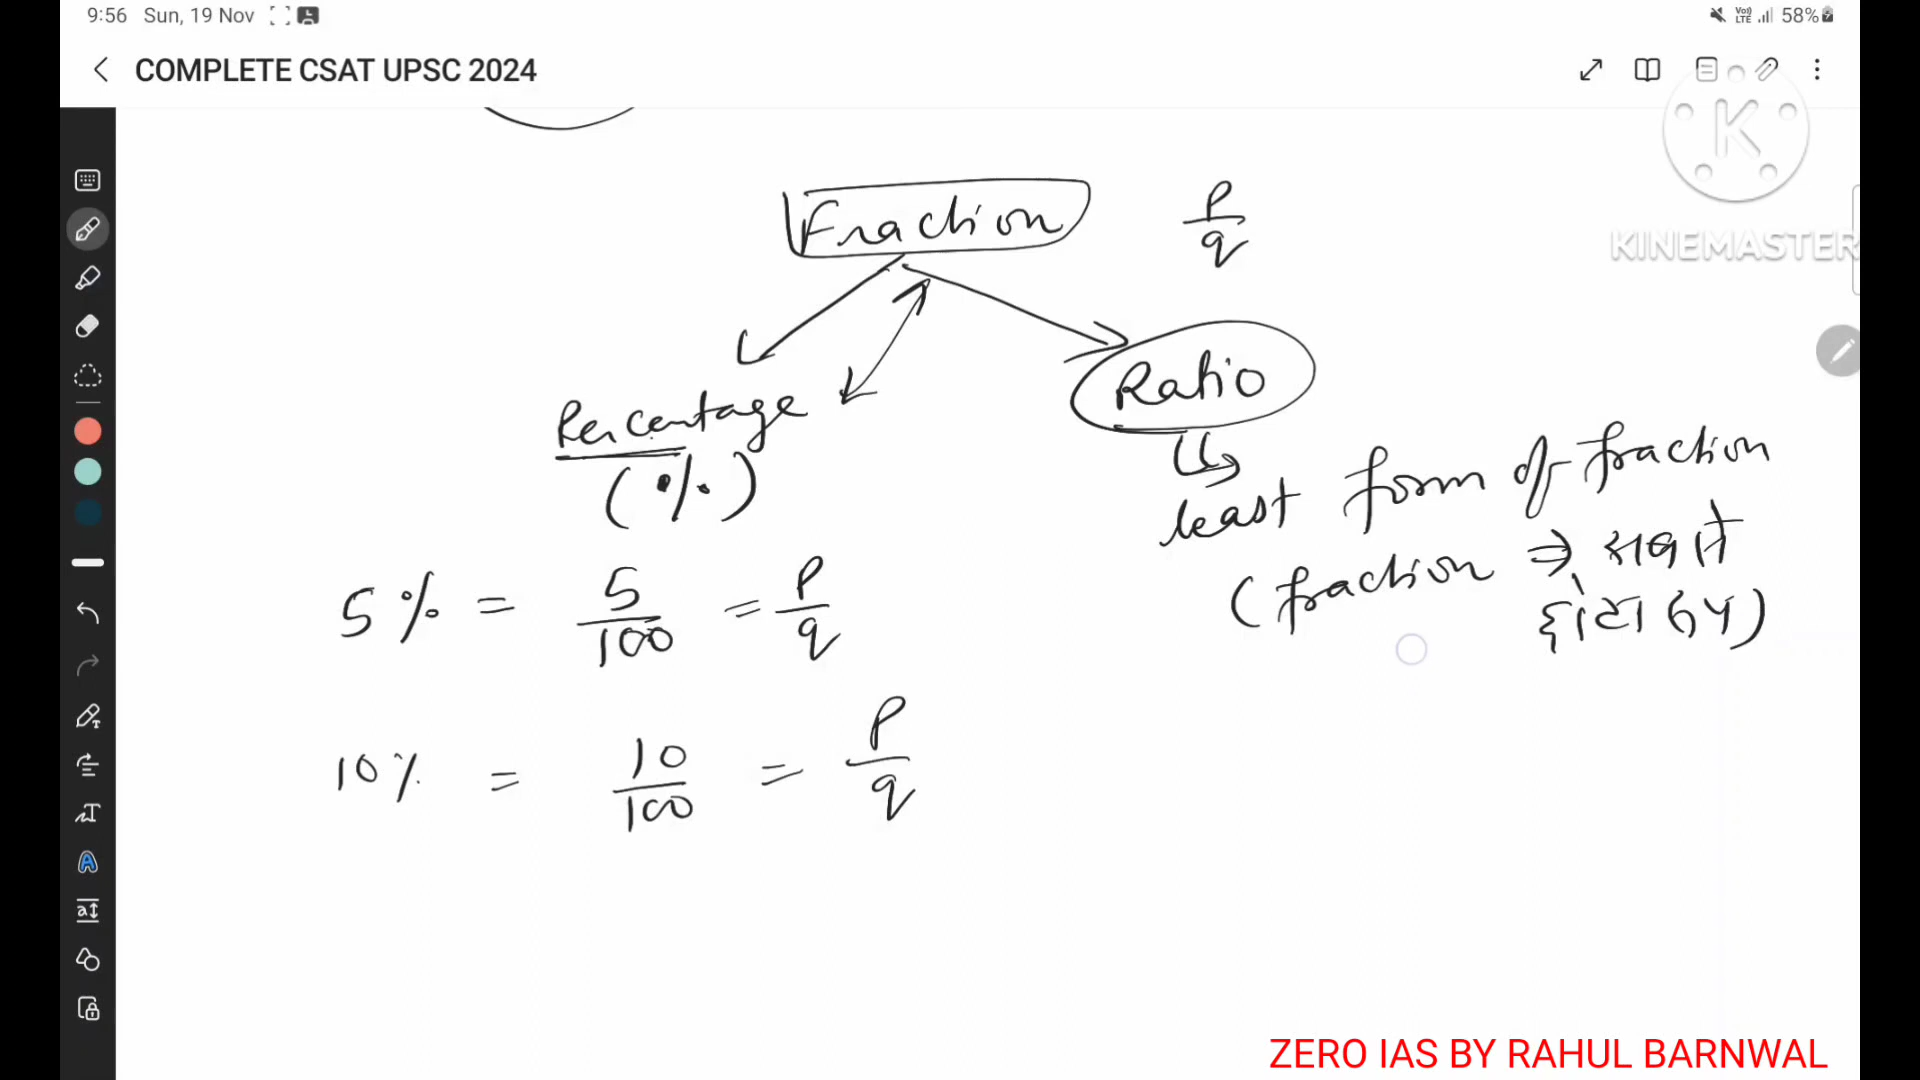 9:56 Sun, 19 Nov
58%
COMPLETE CSAT UPSC 2024
K
KINEMASTER
Fraction
p/q
Percentage
(%)
Ratio
least form of fraction
(fraction ⇒ सबसे
छोटा रूप)
5% = 5/100 = p/q
10% = 10/100 = p/q
ZERO IAS BY RAHUL BARNWAL